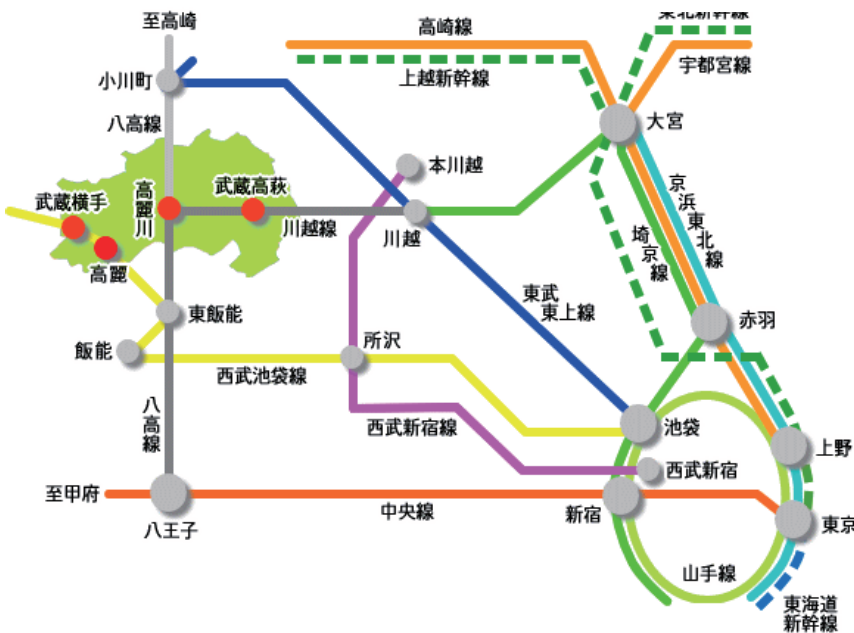 至高崎
高崎線
東北新幹線
小川町
上越新幹線
宇都宮線
八高線
大宮
本川越
武蔵横手
高麗川
武蔵高萩
川越線
川越
京浜東北線
埼京線
高麗
東飯能
東武
東上線
赤羽
飯能
所沢
西武池袋線
八高線
西武新宿線
池袋
上野
西武新宿
至甲府
中央線
新宿
東京
八王子
山手線
東海道
新幹線